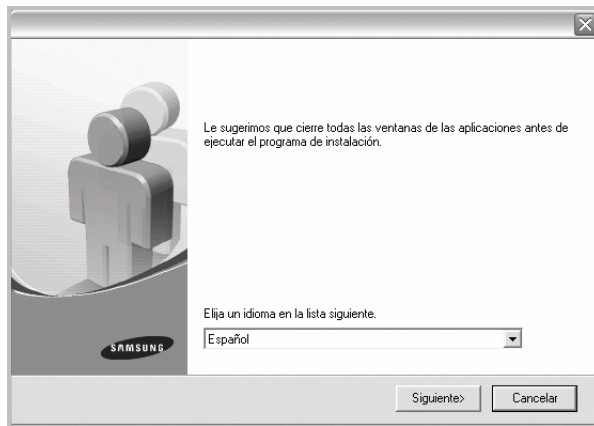 Le sugerimos que cierre todas las ventanas de las aplicaciones antes de
ejecutar el programa de instalación.
Elija un idioma en la lista siguiente.
Español
SAMSUNG
Siguiente>
Cancelar